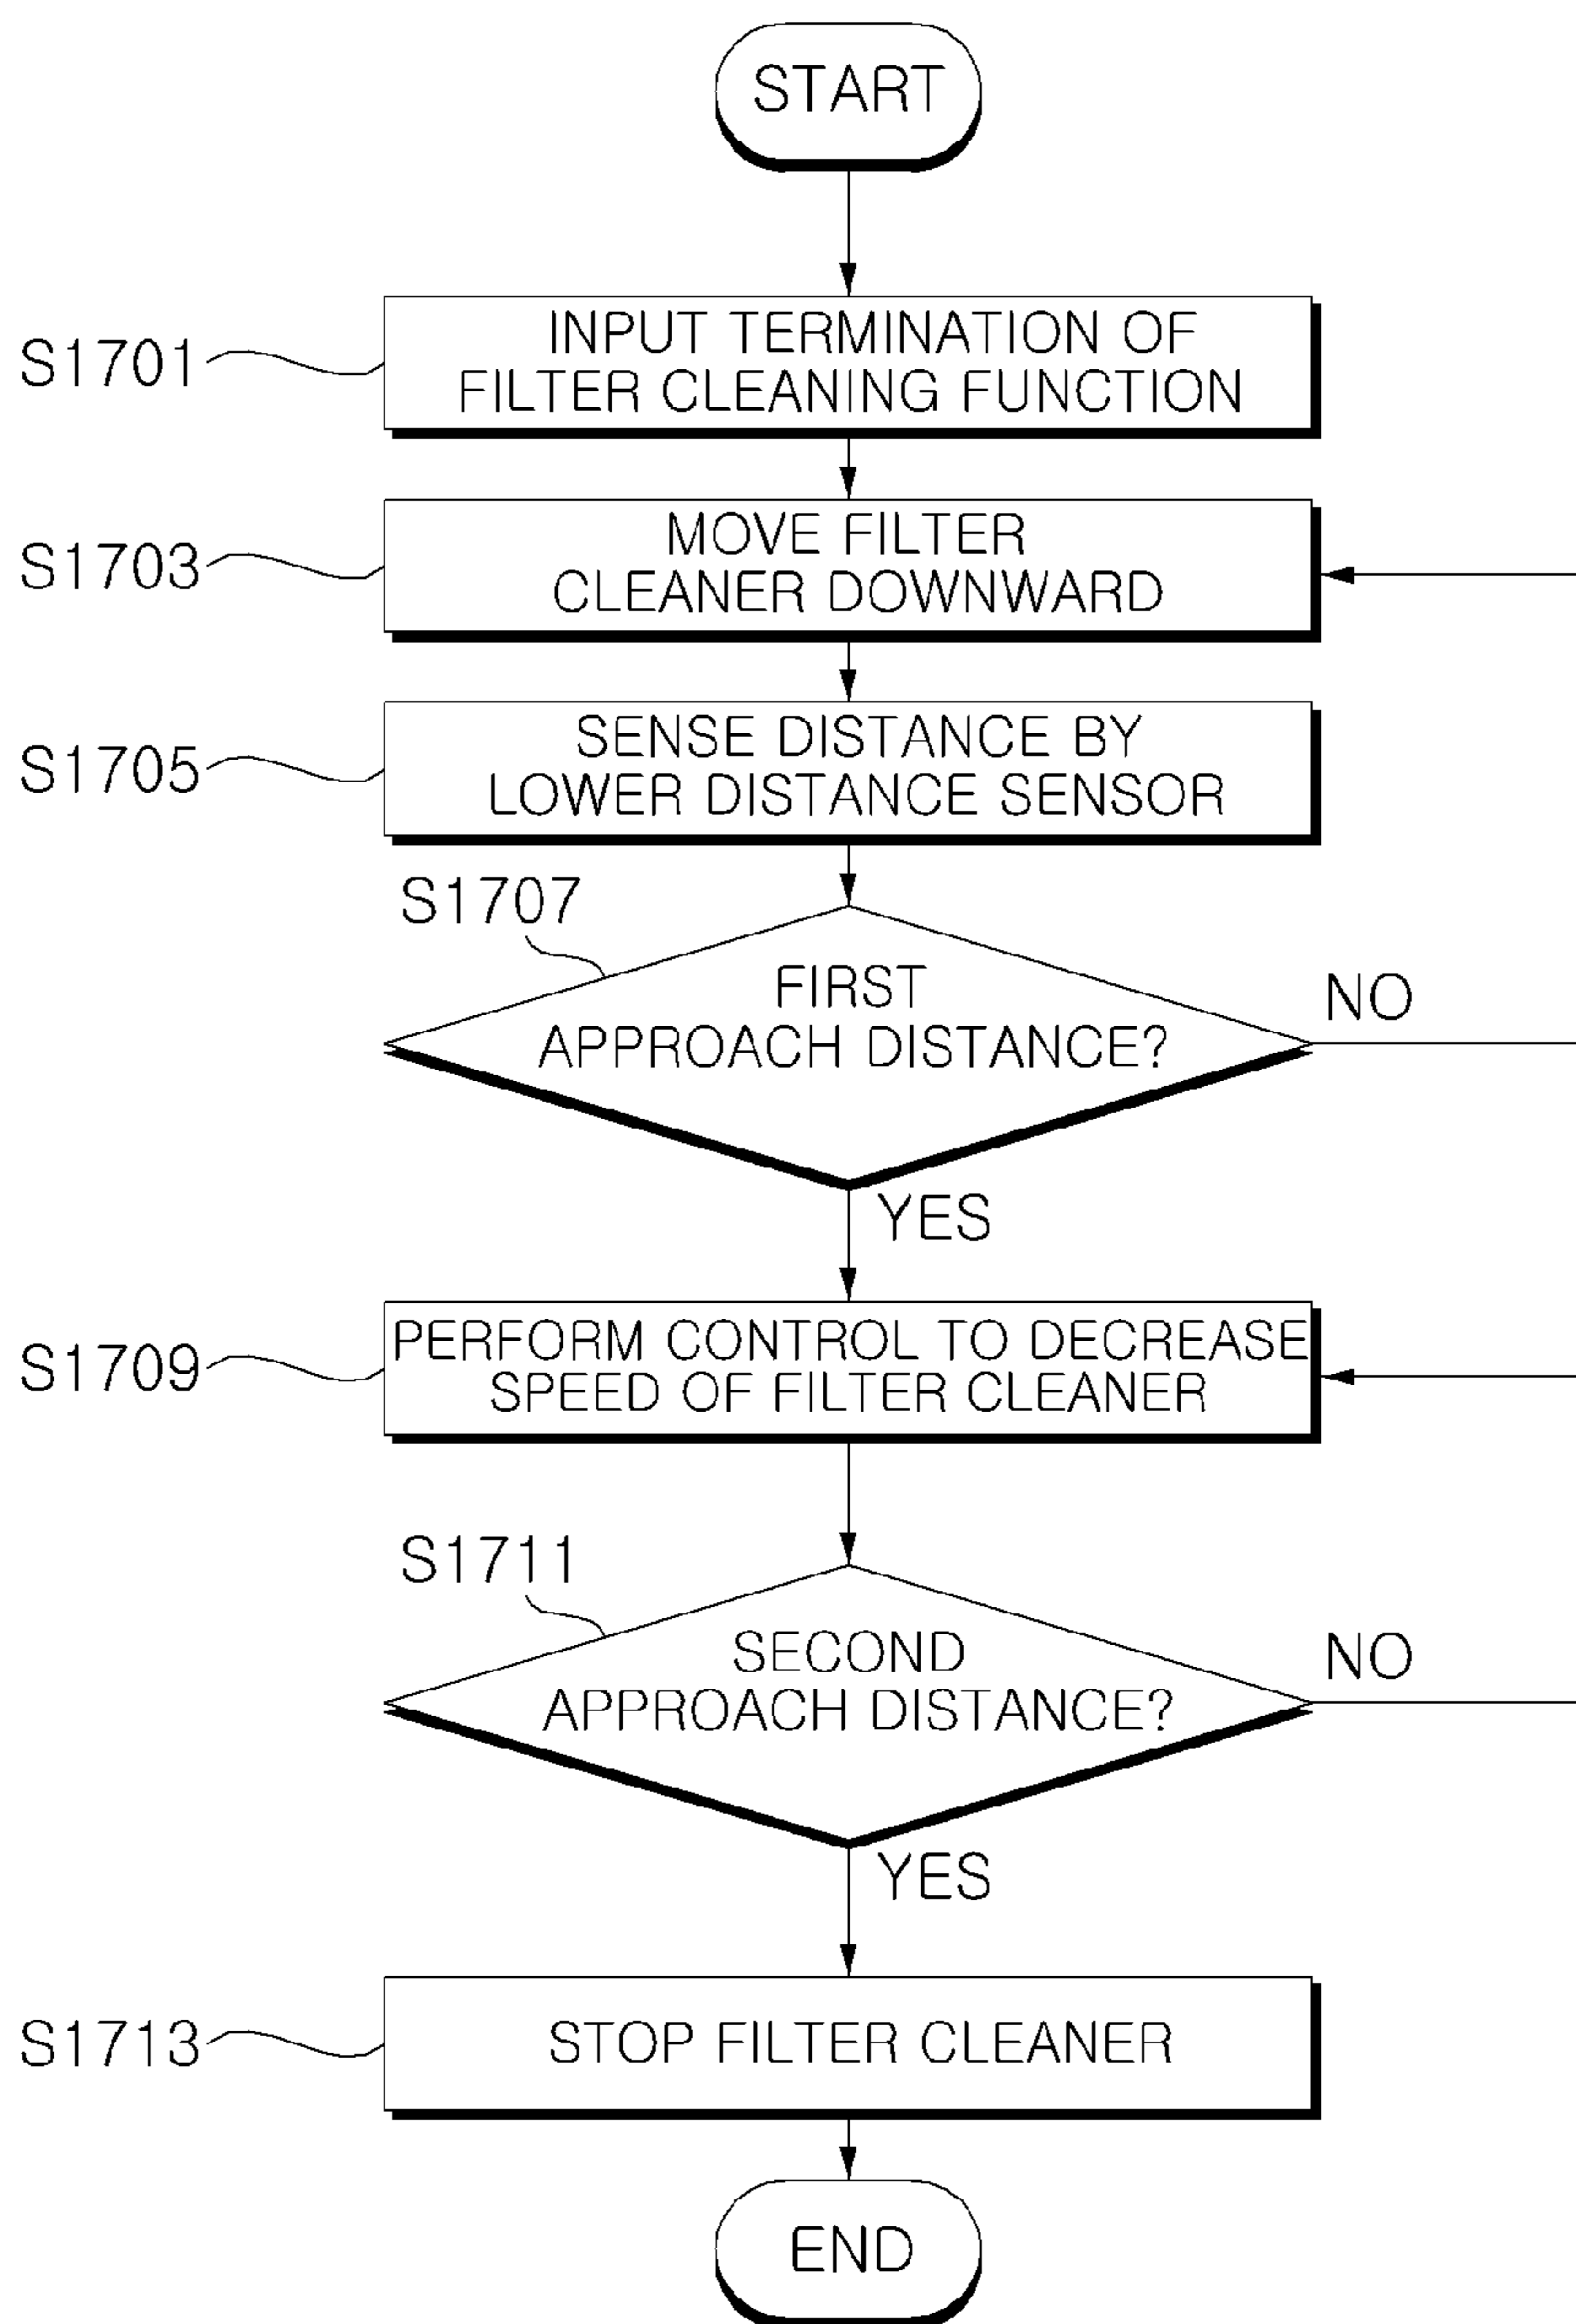 START
S1701
INPUT TERMINATION OF
FILTER CLEANING FUNCTION
S1703
MOVE FILTER
CLEANER DOWNWARD
S1705
SENSE DISTANCE BY
LOWER DISTANCE SENSOR
S1707
FIRST
APPROACH DISTANCE?
NO
YES
S1709
PERFORM CONTROL TO DECREASE
SPEED OF FILTER CLEANER
S1711
SECOND
APPROACH DISTANCE?
NO
YES
S1713
STOP FILTER CLEANER
END